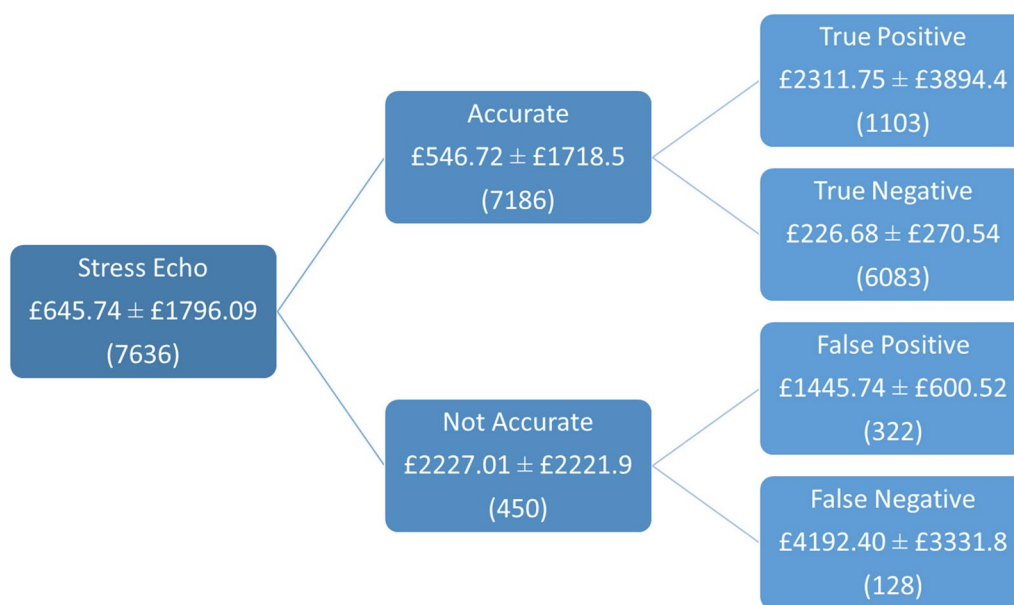 Stress Echo
£645.74 ± £1796.09
(7636)
Accurate
£546.72 ± £1718.5
(7186)
Not Accurate
£2227.01 ± £2221.9
(450)
True Positive
£2311.75 ± £3894.4
(1103)
True Negative
£226.68 ± £270.54
(6083)
False Positive
£1445.74 ± £600.52
(322)
False Negative
£4192.40 ± £3331.8
(128)